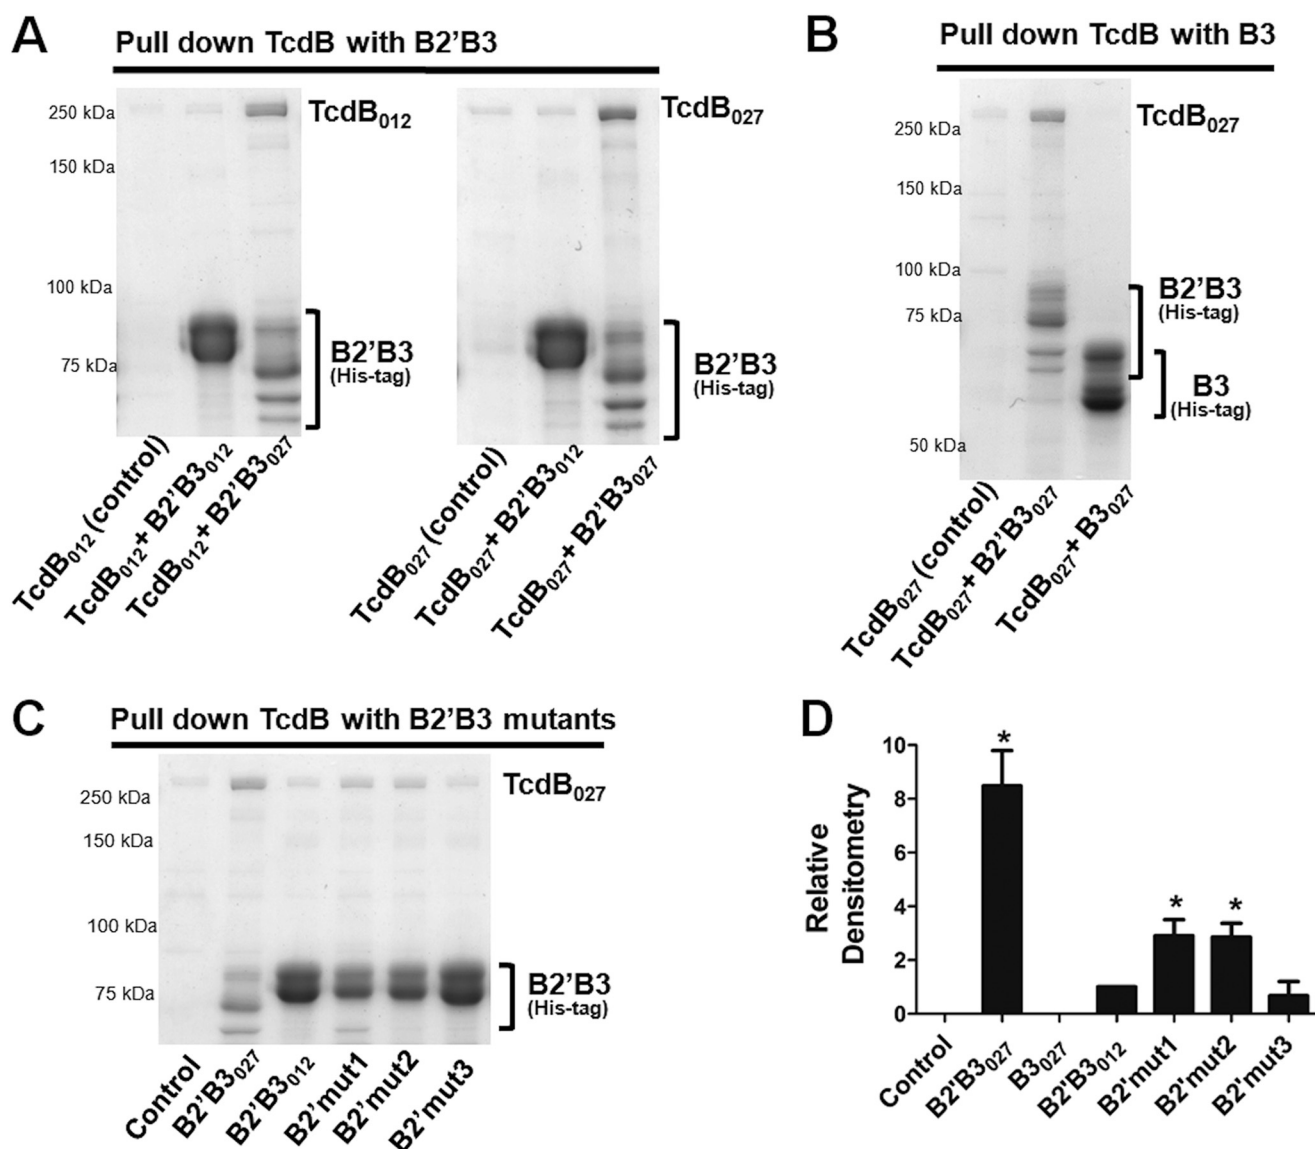 A
Pull down TcdB with B2’B3
250 kDa
150 kDa
100 kDa
75 kDa
TcdB012
B2’B3
(His-tag)
TcdB012 (control)
TcdB012+ B2’B3012
TcdB012+ B2’B3027
TcdB027
B2’B3
(His-tag)
TcdB027 (control)
TcdB027+ B2’B3012
TcdB027+ B2’B3027
B
Pull down TcdB with B3
250 kDa
150 kDa
100 kDa
75 kDa
50 kDa
TcdB027
B2’B3
(His-tag)
B3
(His-tag)
TcdB027 (control)
TcdB027+ B2’B3027
TcdB027+ B3027
C
Pull down TcdB with B2’B3 mutants
250 kDa
150 kDa
100 kDa
75 kDa
TcdB027
B2’B3
(His-tag)
Control
B2’B3027
B2’B3012
B2’mut1
B2’mut2
B2’mut3
D
Relative
Densitometry
10
8
6
4
2
0
*
*
*
Control
B2’B3027
B3027
B2’B3012
B2’mut1
B2’mut2
B2’mut3